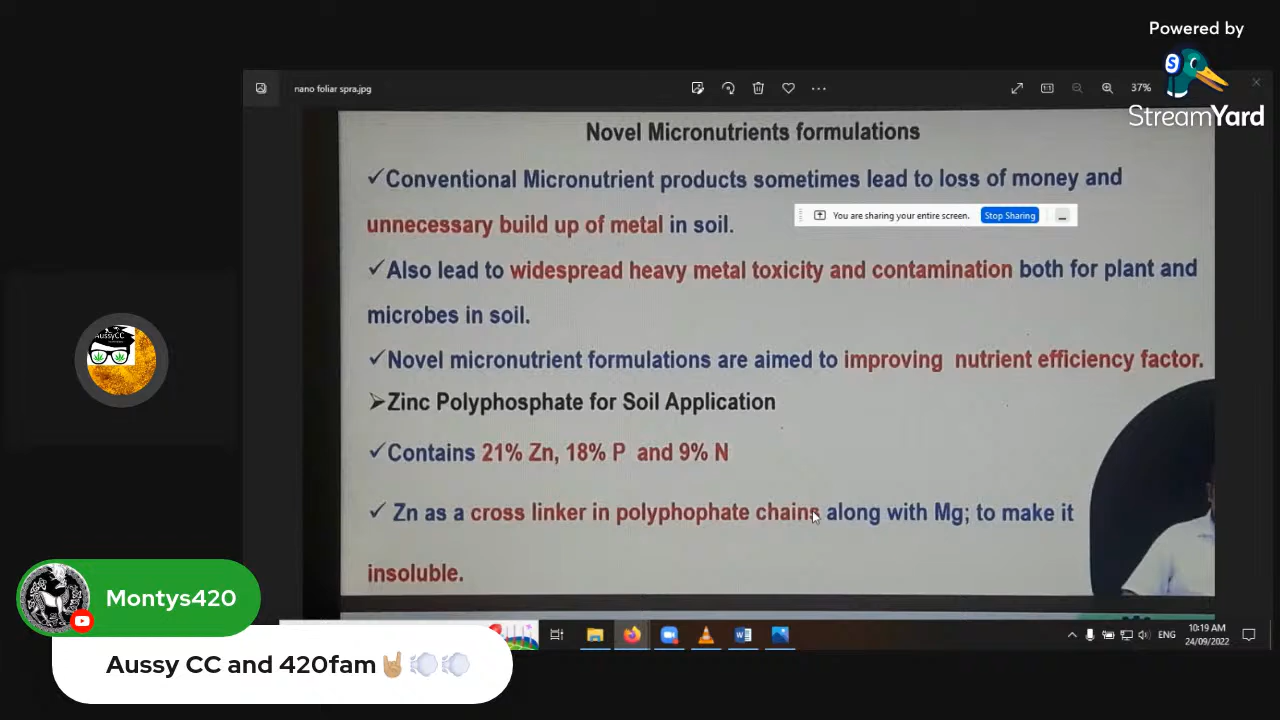 Powered by
StreamYard
nano foliar spra.jpg
37%
Novel Micronutrients formulations
✓Conventional Micronutrient products sometimes lead to loss of money and
unnecessary build up of metal in soil.
You are sharing your entire screen.
Stop Sharing
✓Also lead to widespread heavy metal toxicity and contamination both for plant and
microbes in soil.
✓Novel micronutrient formulations are aimed to improving nutrient efficiency factor.
➢Zinc Polyphosphate for Soil Application
✓Contains 21% Zn, 18% P and 9% N
✓ Zn as a cross linker in polyphophate chains along with Mg; to make it
insoluble.
AussyCC
Montys420
Aussy CC and 420fam🤘🏼💨💨
ENG
10:19 AM
24/09/2022